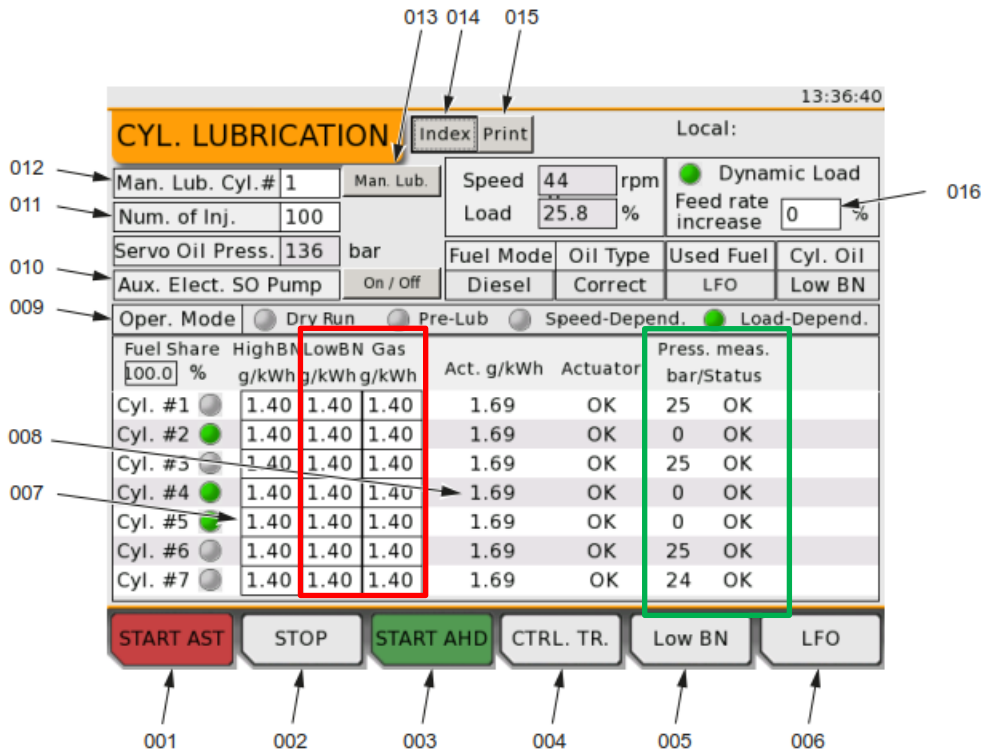 013 014 015
13:36:40
CYL. LUBRICATION Index Print Local:
012 Man. Lub. Cyl.# 1 Man. Lub. Speed 44 rpm Dynamic Load
011 Num. of Inj. 100 Load 25.8 % Feed rate increase 0 % 016
Servo Oil Press. 136 bar Fuel Mode Oil Type Used Fuel Cyl. Oil
010 Aux. Elect. SO Pump On / Off Diesel Correct LFO Low BN
009 Oper. Mode Dry Run Pre-Lub Speed-Depend. Load-Depend.
Fuel Share HighBN LowBN Gas Act. g/kWh Actuator Press. meas.
100.0 % g/kWh g/kWh g/kWh bar/Status
Cyl. #1 1.40 1.40 1.40 1.69 OK 25 OK
008 Cyl. #2 1.40 1.40 1.40 1.69 OK 0 OK
Cyl. #3 1.40 1.40 1.40 1.69 OK 25 OK
007 Cyl. #4 1.40 1.40 1.40 1.69 OK 0 OK
Cyl. #5 1.40 1.40 1.40 1.69 OK 0 OK
Cyl. #6 1.40 1.40 1.40 1.69 OK 25 OK
Cyl. #7 1.40 1.40 1.40 1.69 OK 24 OK
START AST STOP START AHD CTRL. TR. Low BN LFO
001 002 003 004 005 006